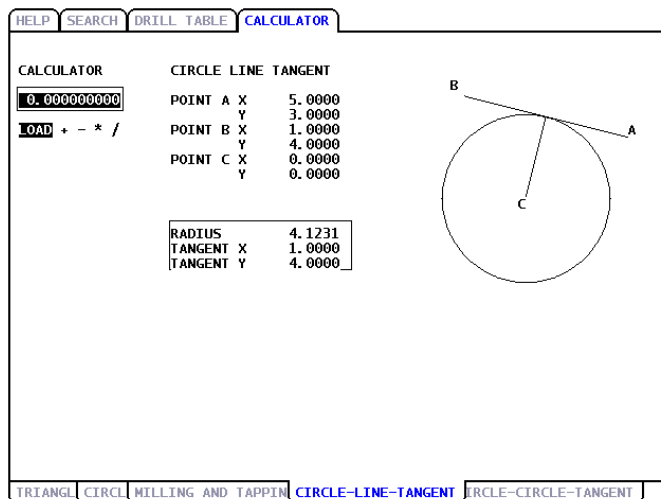 HELP SEARCH DRILL TABLE CALCULATOR
CALCULATOR
0.000000000
LOAD + - * /
CIRCLE LINE TANGENT
POINT A X 5.0000
Y 3.0000
POINT B X 1.0000
Y 4.0000
POINT C X 0.0000
Y 0.0000
RADIUS 4.1231
TANGENT X 1.0000
TANGENT Y 4.0000
B
A
C
TRIANGL CIRCL MILLING AND TAPPIN CIRCLE-LINE-TANGENT IRCLE-CIRCLE-TANGENT